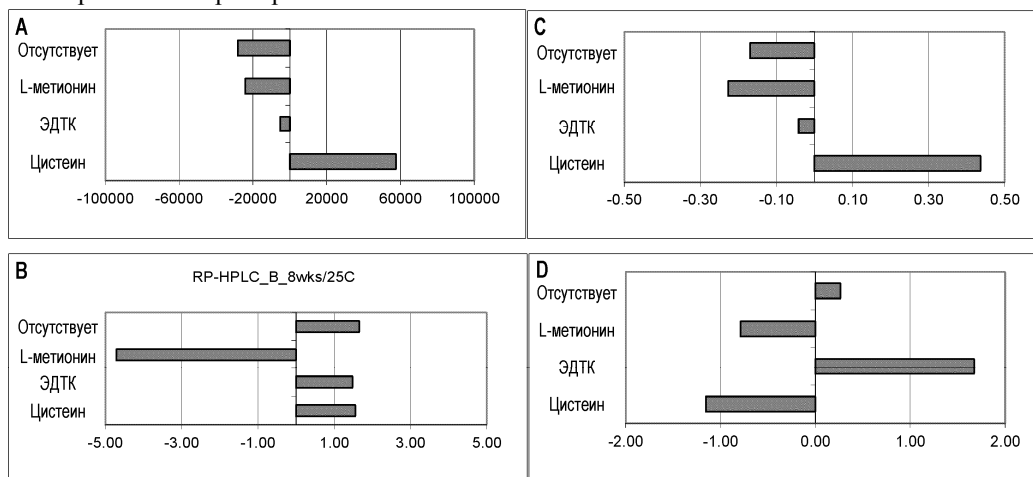 A
Отсутствует
L-метионин
ЭДТК
Цистеин
-100000 -60000 -20000 20000 60000 100000
C
Отсутствует
L-метионин
ЭДТК
Цистеин
-0.50 -0.30 -0.10 0.10 0.30 0.50
B
RP-HPLC_B_8wks/25C
Отсутствует
L-метионин
ЭДТК
Цистеин
-5.00 -3.00 -1.00 1.00 3.00 5.00
D
Отсутствует
L-метионин
ЭДТК
Цистеин
-2.00 -1.00 0.00 1.00 2.00